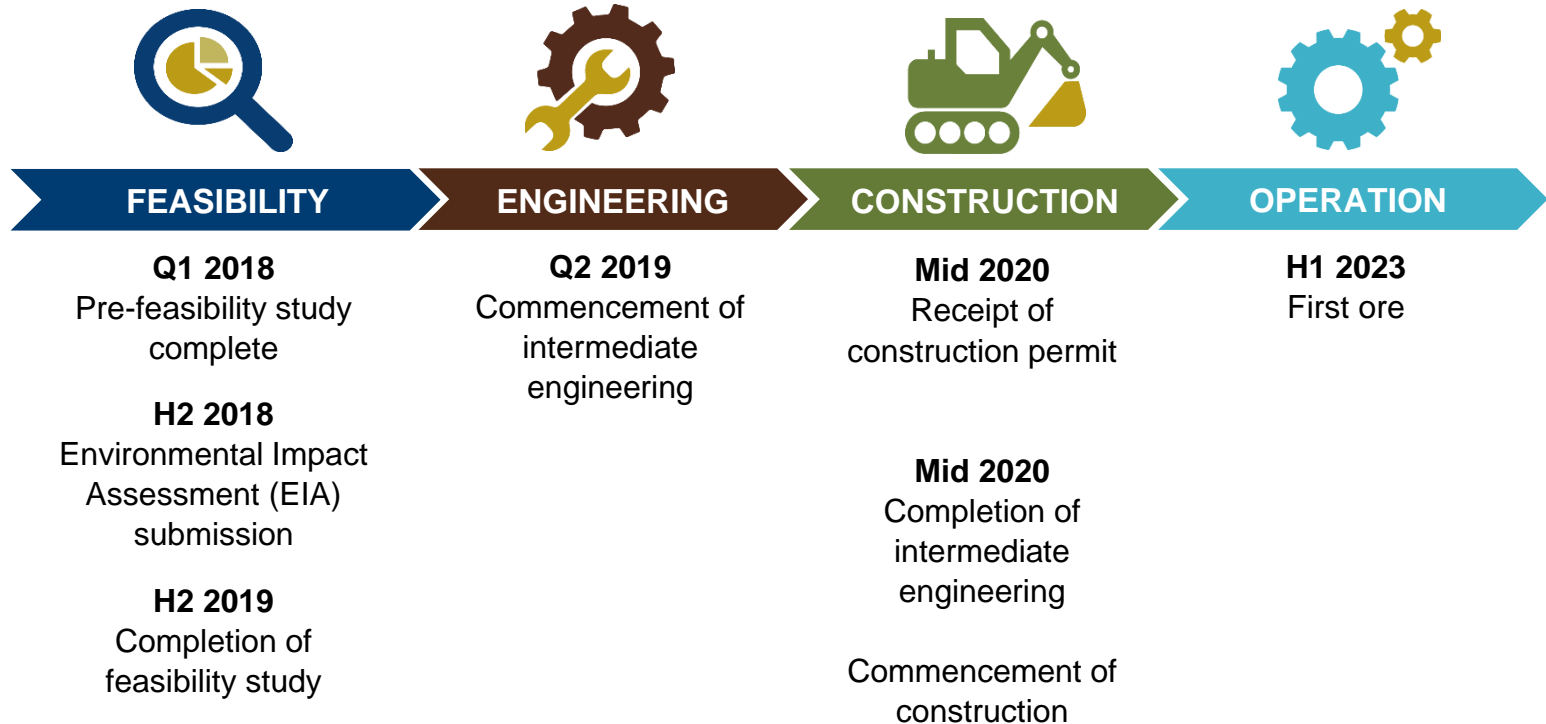 FEASIBILITY
ENGINEERING
CONSTRUCTION
OPERATION
Q1 2018
Pre-feasibility study
complete
H2 2018
Environmental Impact
Assessment (EIA)
submission
H2 2019
Completion of
feasibility study
Q2 2019
Commencement of
intermediate
engineering
Mid 2020
Receipt of
construction permit
Mid 2020
Completion of
intermediate
engineering
Commencement of
construction
H1 2023
First ore